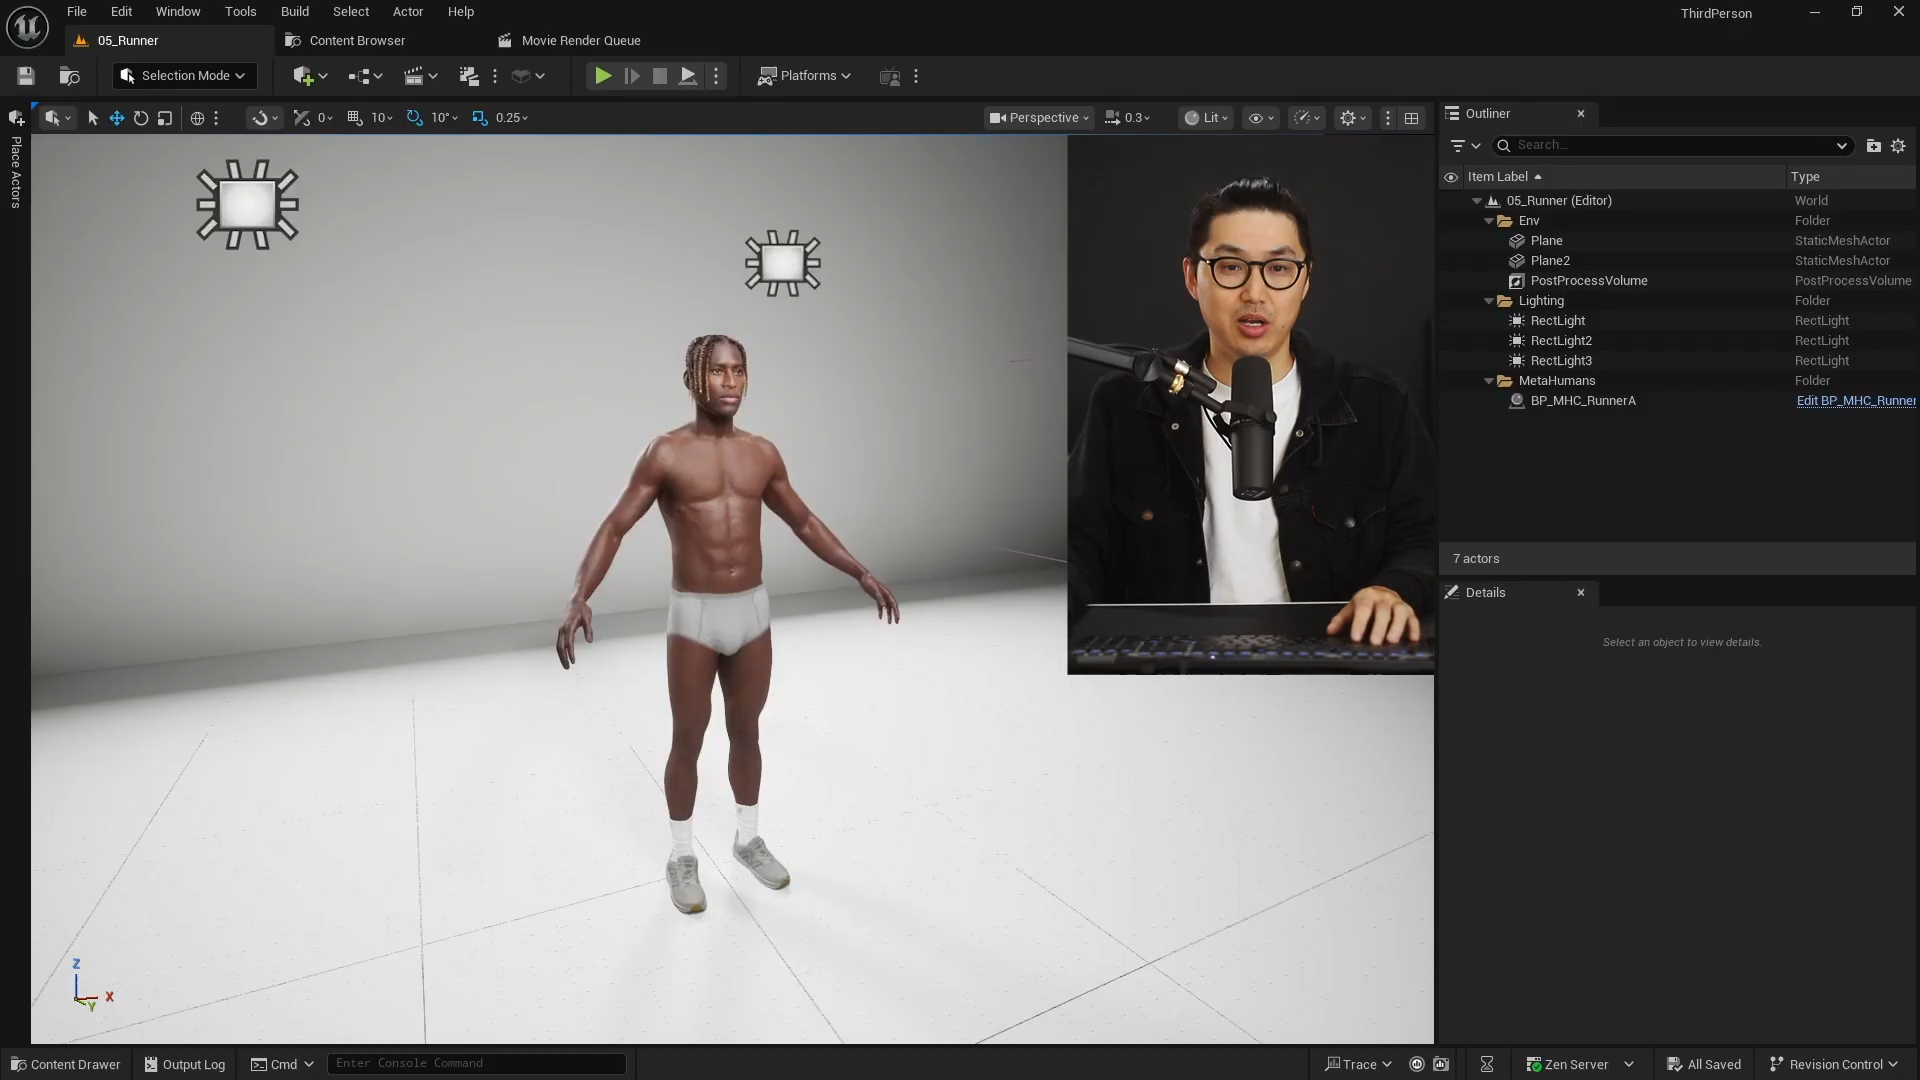 File Edit Window Tools Build Select Actor Help
ThirdPerson
05_Runner
Content Browser
Movie Render Queue
Selection Mode
Platforms
0
10
10°
0.25
Perspective
0.3
Lit
Place Actors
Outliner
Search...
Item Label
Type
05_Runner (Editor) World
Env Folder
Plane StaticMeshActor
Plane2 StaticMeshActor
PostProcessVolume PostProcessVolume
Lighting Folder
RectLight RectLight
RectLight2 RectLight
RectLight3 RectLight
MetaHumans Folder
BP_MHC_RunnerA Edit BP_MHC_Runner
7 actors
Details
Select an object to view details.
Z
X
Y
Content Drawer
Output Log
Cmd
Enter Console Command
Trace
Zen Server
All Saved
Revision Control